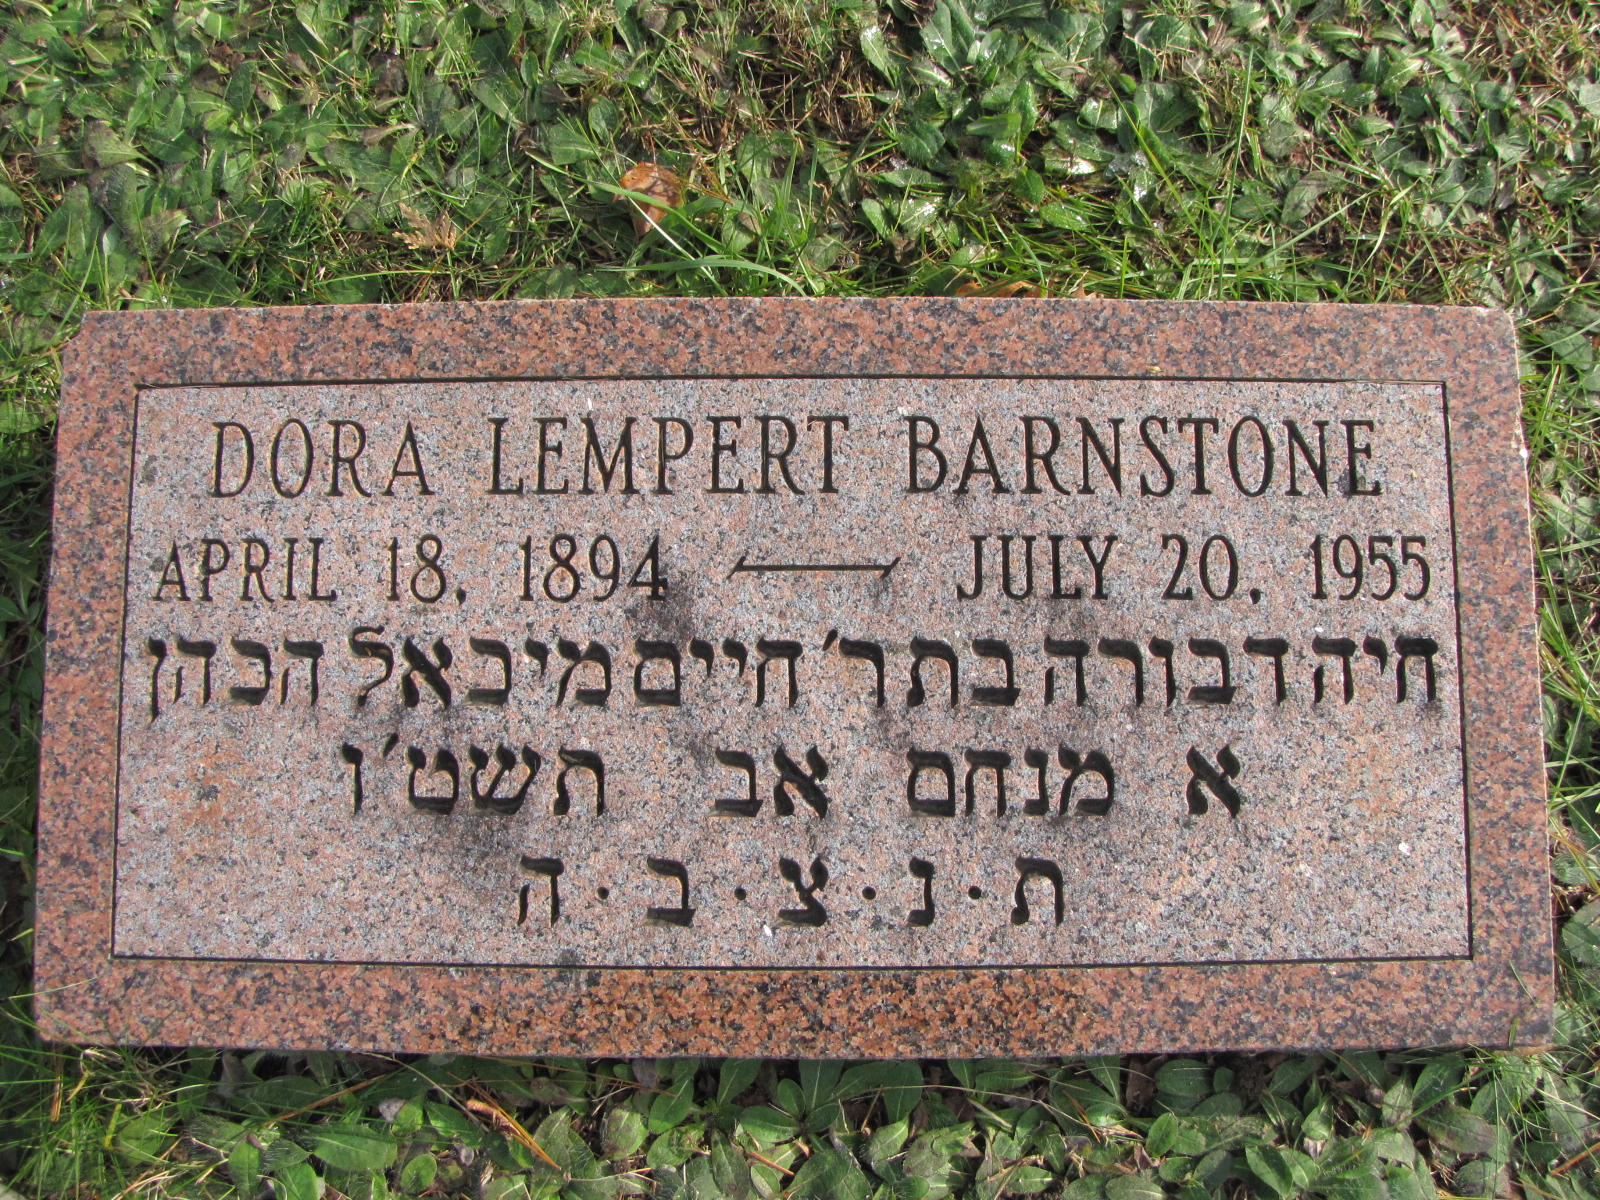 DORA LEMPERT BARNSTONE
APRIL 18, 1894 — JULY 20, 1955
חיה דבורה בת ר' חיים מיכאל הכהן
א מנחם אב תשט'ו
ת·נ·צ·ב·ה